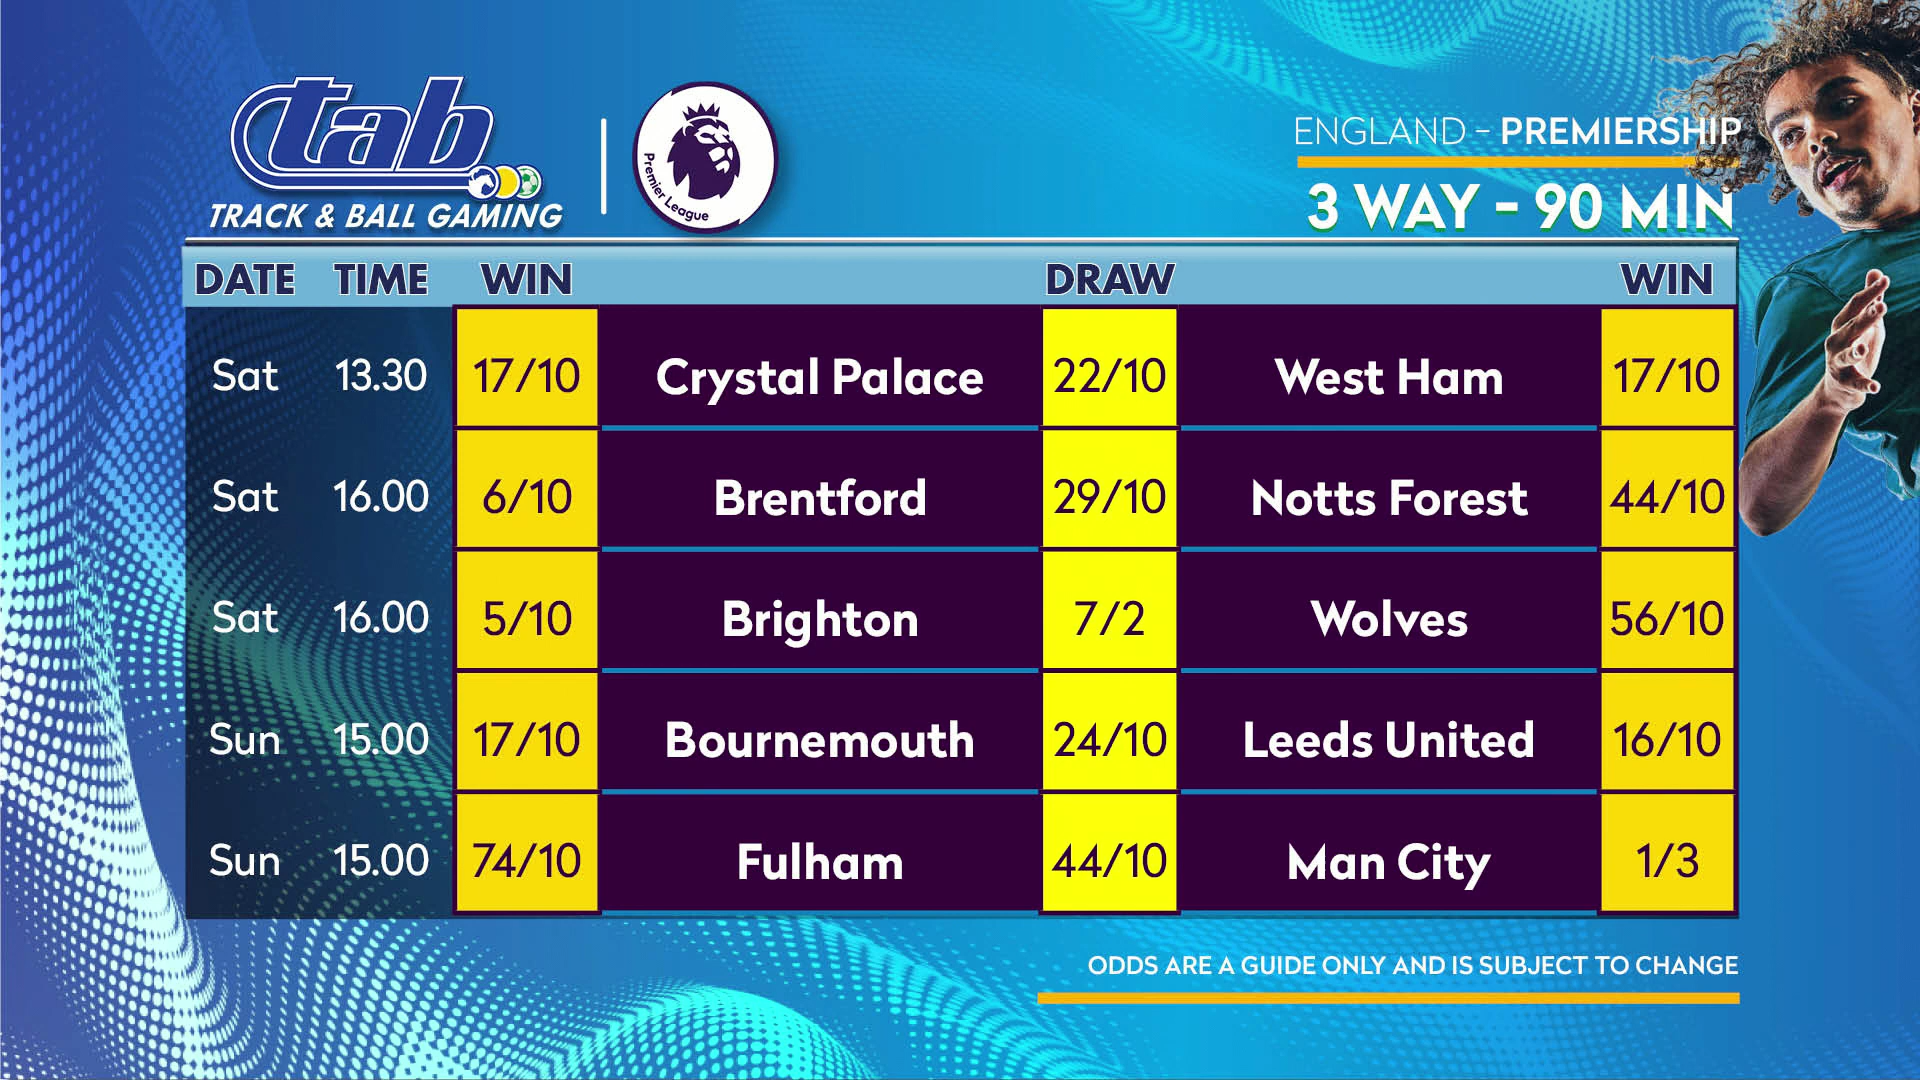 tab
TRACK & BALL GAMING
Premier League
ENGLAND - PREMIERSHIP
3 WAY - 90 MIN
DATE TIME WIN DRAW WIN
Sat 13.30 17/10 Crystal Palace 22/10 West Ham 17/10
Sat 16.00 6/10 Brentford 29/10 Notts Forest 44/10
Sat 16.00 5/10 Brighton 7/2 Wolves 56/10
Sun 15.00 17/10 Bournemouth 24/10 Leeds United 16/10
Sun 15.00 74/10 Fulham 44/10 Man City 1/3
ODDS ARE A GUIDE ONLY AND IS SUBJECT TO CHANGE